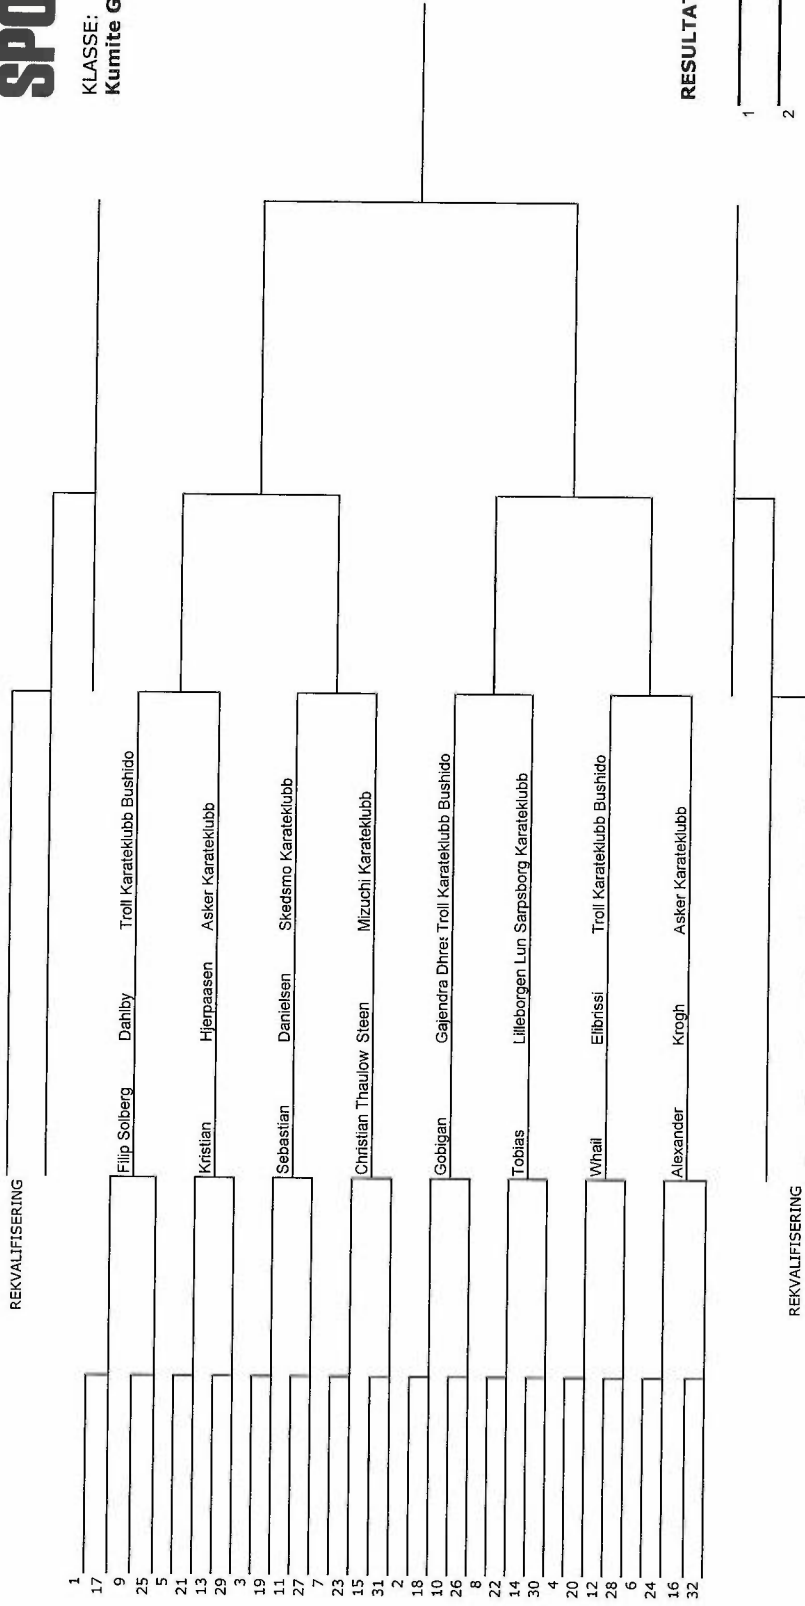 SPO
KLASSE:
Kumite G
REKVALIFISERING
1
17
9
25
5
21
13
29
3
19
11
27
7
23
15
31
2
18
10
26
8
22
14
30
4
20
12
28
6
24
16
32
Filip Solberg Dahlby Troll Karateklubb Bushido
Kristian Hjerpaasen Asker Karateklubb
Sebastian Danielsen Skedsmo Karateklubb
Christian Thaulow Steen Mizuchi Karateklubb
Gobigan Gajendra Dhres Troll Karateklubb Bushido
Tobias Lilleborgen Lun Sarpsborg Karateklubb
Whail Elibrissi Troll Karateklubb Bushido
Alexander Krogh Asker Karateklubb
REKVALIFISERING
RESULTAT
1
2